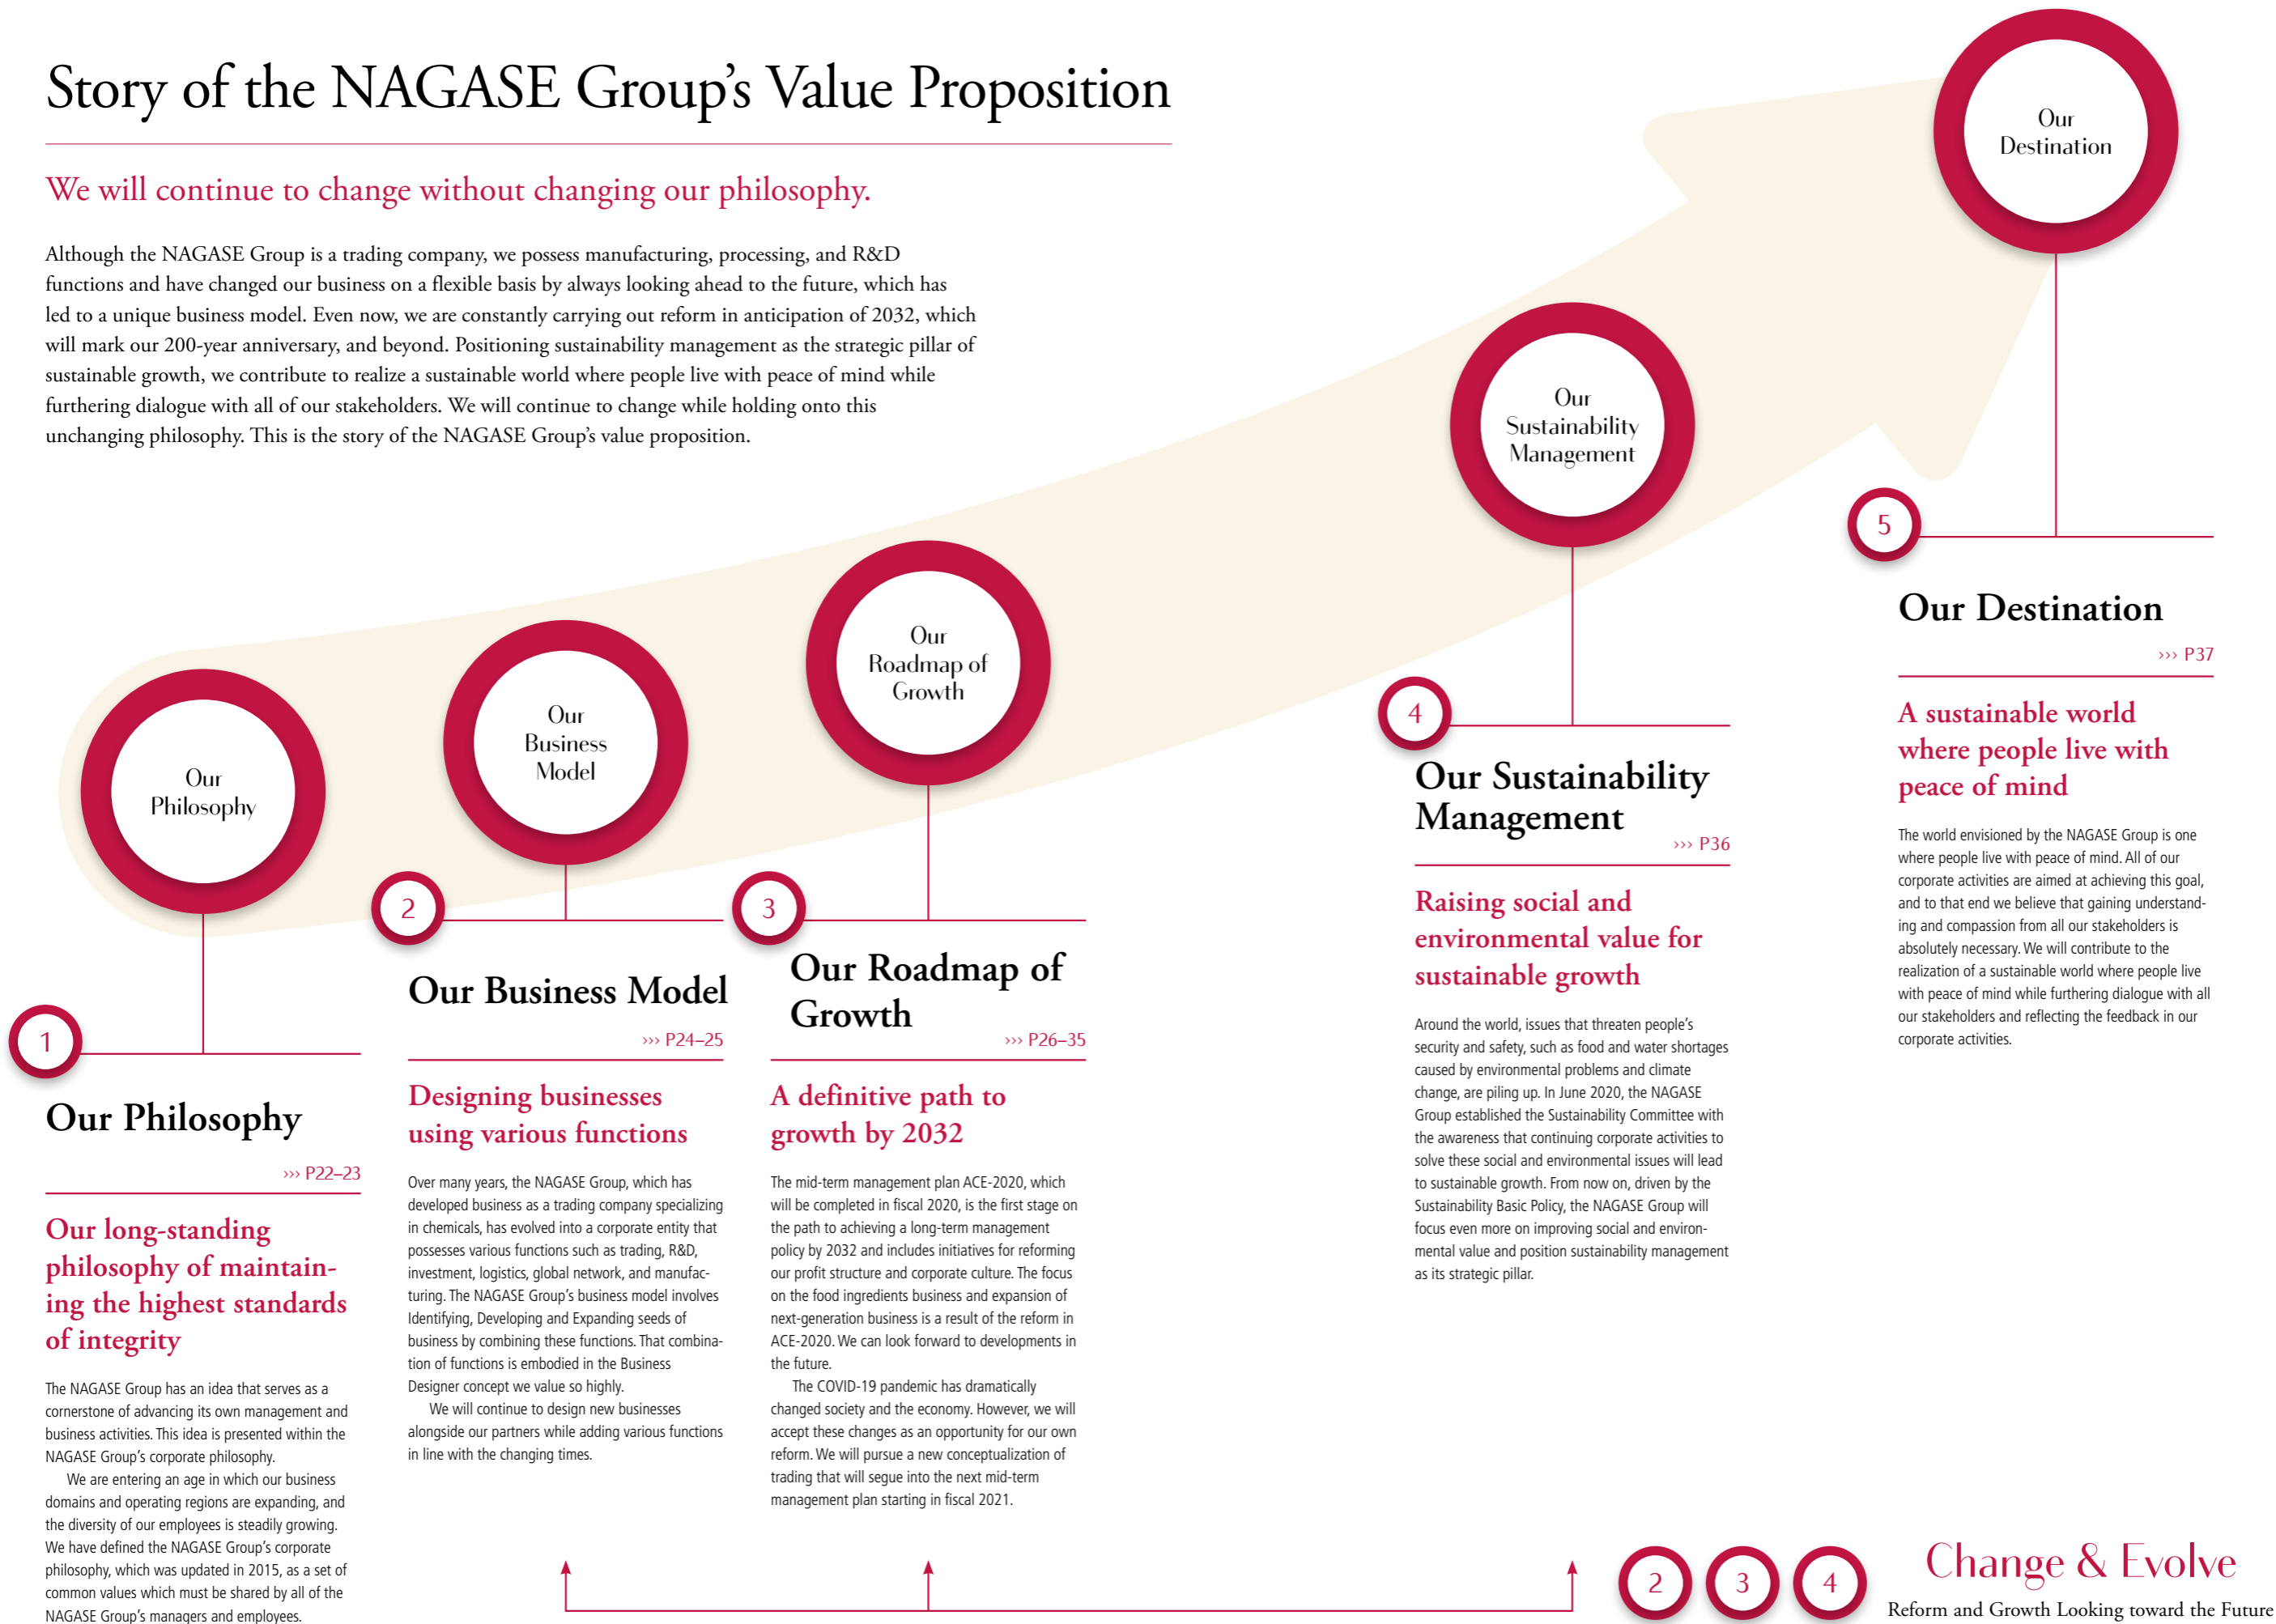 Story of the NAGASE Group's Value Proposition
We will continue to change without changing our philosophy.
Although the NAGASE Group is a trading company, we possess manufacturing, processing, and R&D
functions and have changed our business on a flexible basis by always looking ahead to the future, which has
led to a unique business model. Even now, we are constantly carrying out reform in anticipation of 2032, which
will mark our 200-year anniversary, and beyond. Positioning sustainability management as the strategic pillar of
sustainable growth, we contribute to realize a sustainable world where people live with peace of mind while
furthering dialogue with all of our stakeholders. We will continue to change while holding onto this
unchanging philosophy. This is the story of the NAGASE Group's value proposition.
Our
Philosophy
Our
Business
Model
Our
Roadmap of
Growth
Our
Sustainability
Management
Our
Destination
1
Our Philosophy
››› P22–23
Our long-standing
philosophy of maintain-
ing the highest standards
of integrity
The NAGASE Group has an idea that serves as a
cornerstone of advancing its own management and
business activities. This idea is presented within the
NAGASE Group's corporate philosophy.
We are entering an age in which our business
domains and operating regions are expanding, and
the diversity of our employees is steadily growing.
We have defined the NAGASE Group's corporate
philosophy, which was updated in 2015, as a set of
common values which must be shared by all of the
NAGASE Group's managers and employees.
2
Our Business Model
››› P24–25
Designing businesses
using various functions
Over many years, the NAGASE Group, which has
developed business as a trading company specializing
in chemicals, has evolved into a corporate entity that
possesses various functions such as trading, R&D,
investment, logistics, global network, and manufac-
turing. The NAGASE Group's business model involves
Identifying, Developing and Expanding seeds of
business by combining these functions. That combina-
tion of functions is embodied in the Business
Designer concept we value so highly.
We will continue to design new businesses
alongside our partners while adding various functions
in line with the changing times.
3
Our Roadmap of
Growth
››› P26–35
A definitive path to
growth by 2032
The mid-term management plan ACE-2020, which
will be completed in fiscal 2020, is the first stage on
the path to achieving a long-term management
policy by 2032 and includes initiatives for reforming
our profit structure and corporate culture. The focus
on the food ingredients business and expansion of
next-generation business is a result of the reform in
ACE-2020. We can look forward to developments in
the future.
The COVID-19 pandemic has dramatically
changed society and the economy. However, we will
accept these changes as an opportunity for our own
reform. We will pursue a new conceptualization of
trading that will segue into the next mid-term
management plan starting in fiscal 2021.
4
Our Sustainability
Management
››› P36
Raising social and
environmental value for
sustainable growth
Around the world, issues that threaten people's
security and safety, such as food and water shortages
caused by environmental problems and climate
change, are piling up. In June 2020, the NAGASE
Group established the Sustainability Committee with
the awareness that continuing corporate activities to
solve these social and environmental issues will lead
to sustainable growth. From now on, driven by the
Sustainability Basic Policy, the NAGASE Group will
focus even more on improving social and environ-
mental value and position sustainability management
as its strategic pillar.
5
Our Destination
››› P37
A sustainable world
where people live with
peace of mind
The world envisioned by the NAGASE Group is one
where people live with peace of mind. All of our
corporate activities are aimed at achieving this goal,
and to that end we believe that gaining understand-
ing and compassion from all our stakeholders is
absolutely necessary. We will contribute to the
realization of a sustainable world where people live
with peace of mind while furthering dialogue with all
our stakeholders and reflecting the feedback in our
corporate activities.
2 3 4
Change & Evolve
Reform and Growth Looking toward the Future